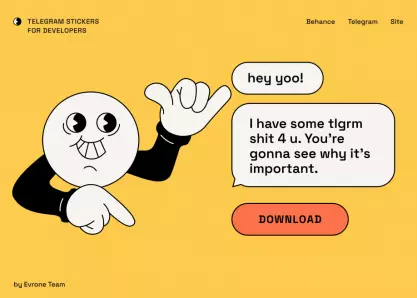 TELEGRAM STICKERS
FOR DEVELOPERS
Behance Telegram Site
hey yoo!
I have some tlgrm
shit 4 u. You're
gonna see why it's
important.
DOWNLOAD
by Evrone Team